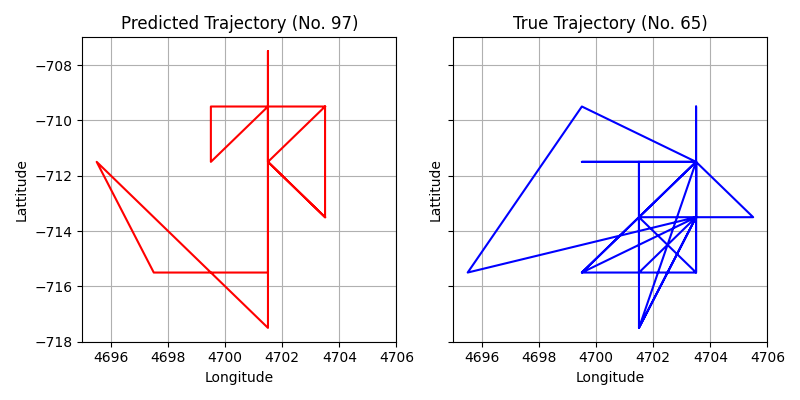 Predicted Trajectory (No. 97)
True Trajectory (No. 65)
−708
−710
−712
−714
−716
−718
Lattitude
Lattitude
4696 4698 4700 4702 4704 4706
4696 4698 4700 4702 4704 4706
Longitude
Longitude